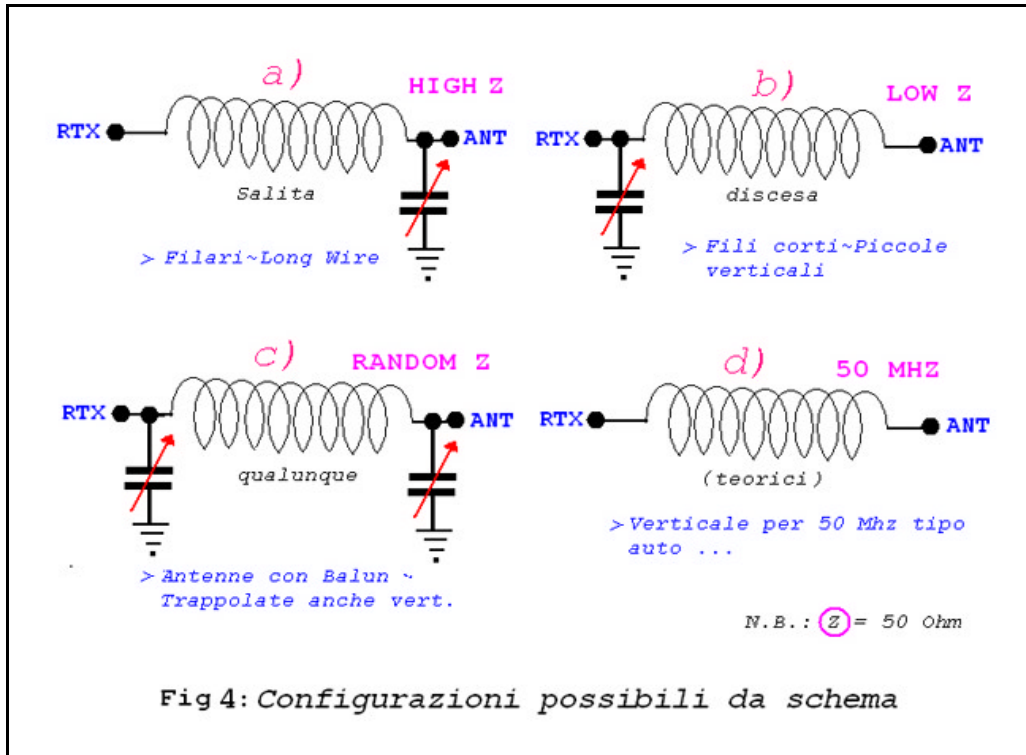 a)
HIGH Z
RTX
ANT
Salita
> Filari~Long Wire
b)
LOW Z
RTX
ANT
discesa
> Fili corti~Piccole
verticali
c)
RANDOM Z
RTX
ANT
qualunque
> Antenne con Balun ~
Trappolate anche vert.
d)
50 MHZ
RTX
ANT
(teorici)
> Verticale per 50 Mhz tipo
auto ...
N.B.: Z = 50 Ohm
Fig 4: Configurazioni possibili da schema